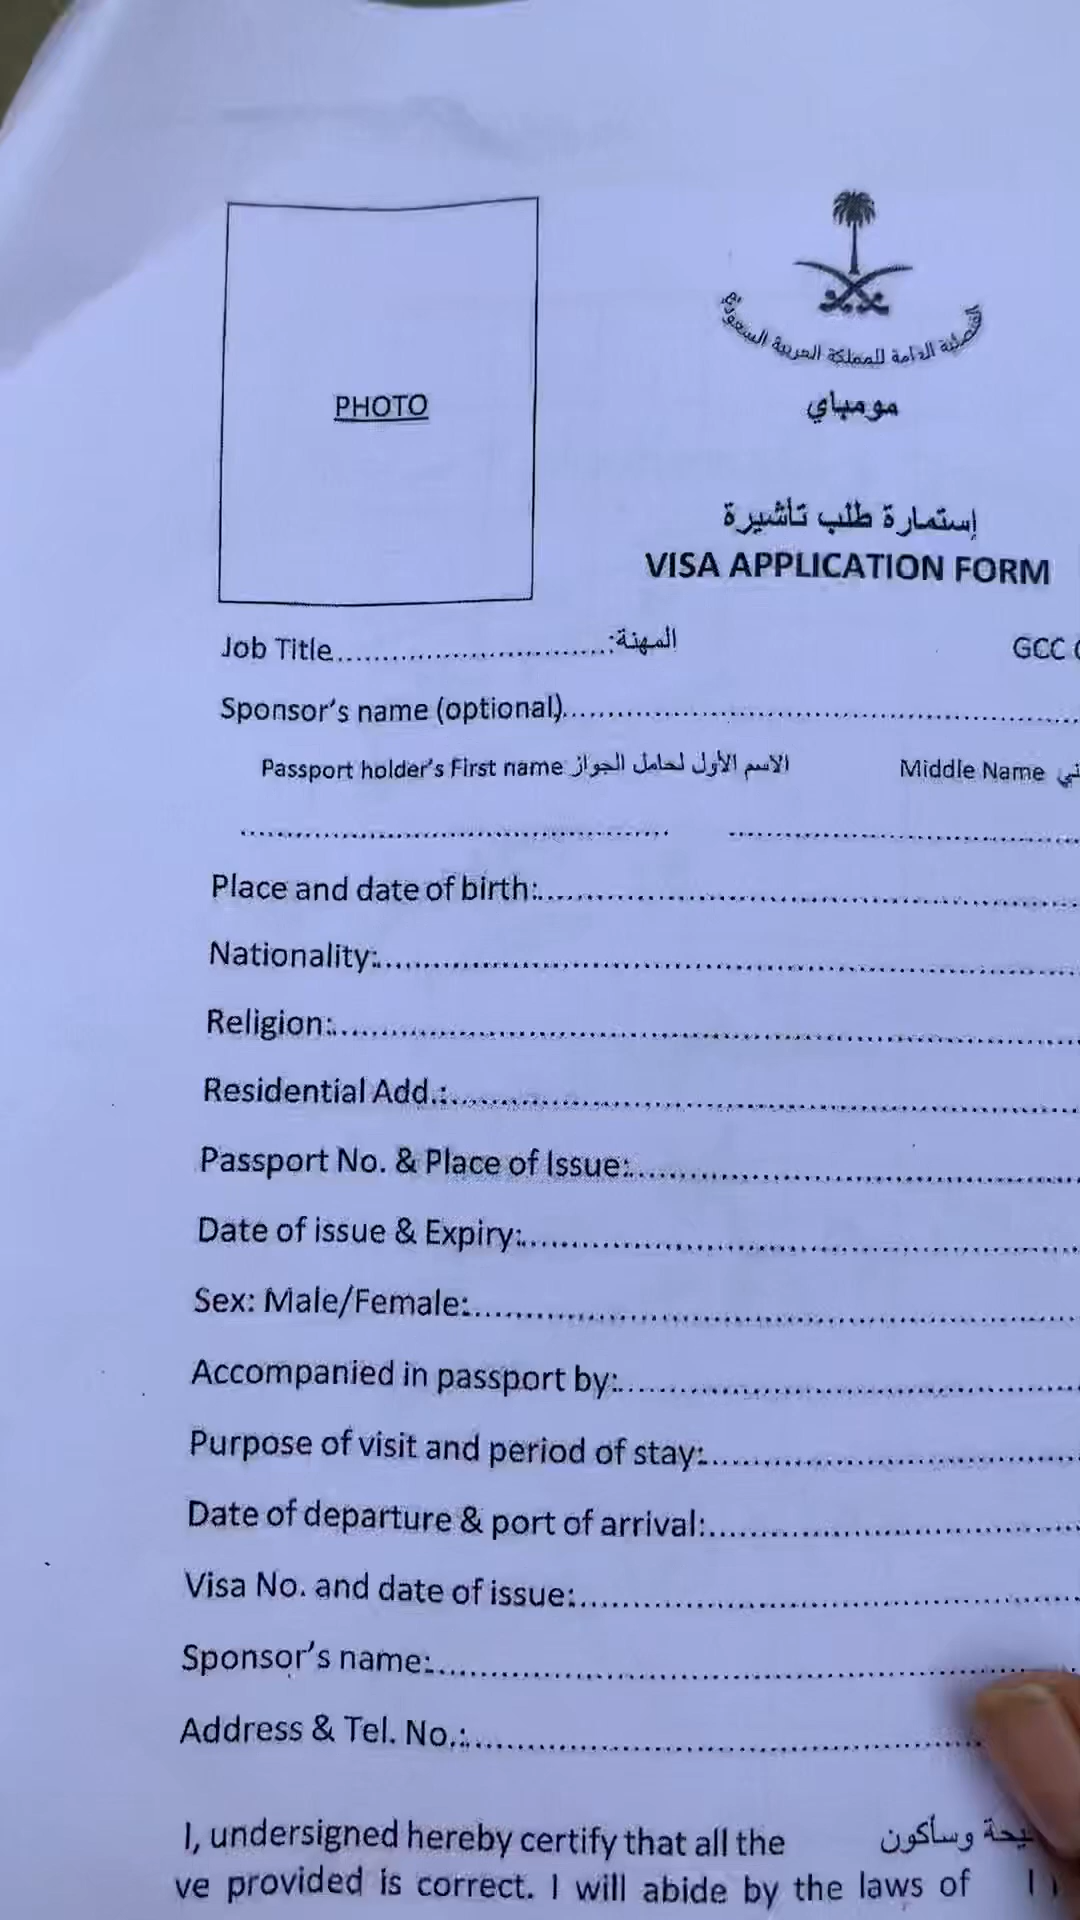 القنصلية العامة للمملكة العربية السعودية
مومباي
PHOTO
إستمارة طلب تأشيرة
VISA APPLICATION FORM
Job Title..............................:المهنة
GCC
Sponsor's name (optional)..........................................................
Passport holder's First name الاسم الأول لحامل الجواز
Middle Name
Place and date of birth:..........................................................
Nationality:..........................................................
Religion:..........................................................
Residential Add.:..........................................................
Passport No. & Place of Issue:..........................................................
Date of issue & Expiry:..........................................................
Sex: Male/Female:..........................................................
Accompanied in passport by:..........................................................
Purpose of visit and period of stay:..........................................................
Date of departure & port of arrival:..........................................................
Visa No. and date of issue:..........................................................
Sponsor's name:..........................................................
Address & Tel. No.:..........................................................
I, undersigned hereby certify that all the
وسأكون
ve provided is correct. I will abide by the laws of